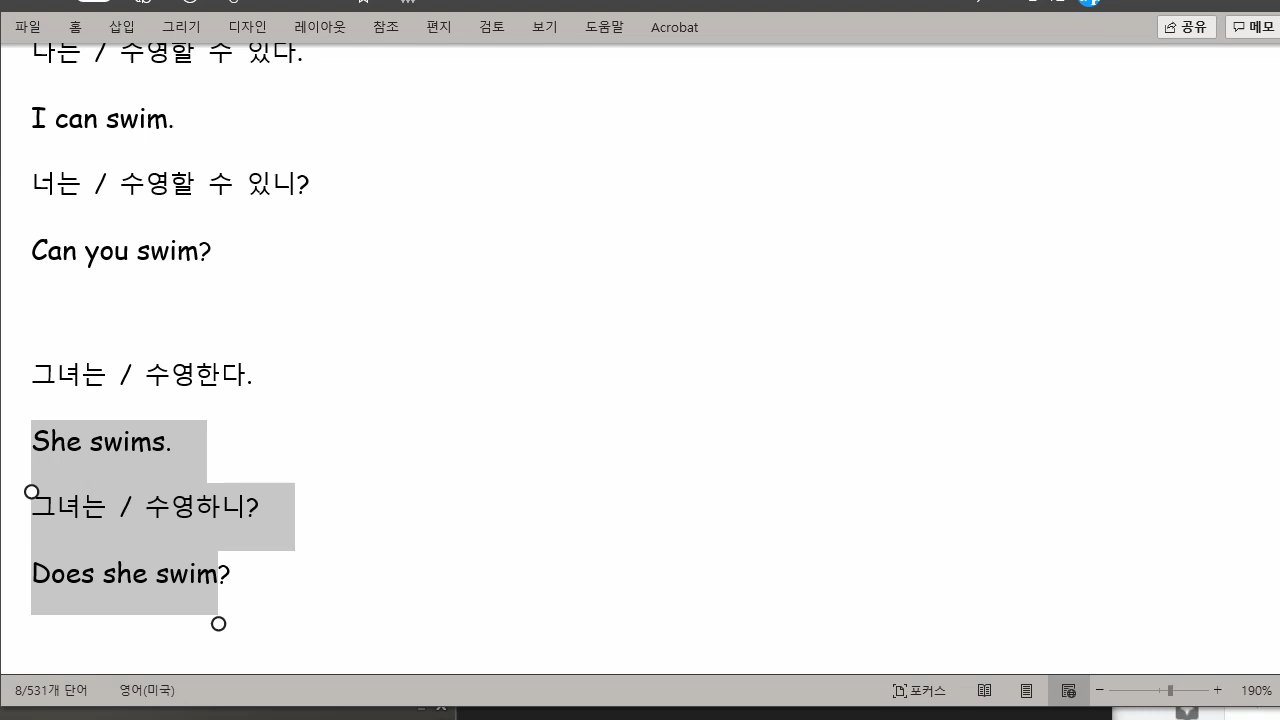 파일 홈 삽입 그리기 디자인 레이아웃 참조 편지 검토 보기 도움말 Acrobat 공유 메모
나는 / 수영할 수 있다.
I can swim.
너는 / 수영할 수 있니?
Can you swim?
그녀는 / 수영한다.
She swims.
그녀는 / 수영하니?
Does she swim?
8/531개 단어 영어(미국) 포커스 190%